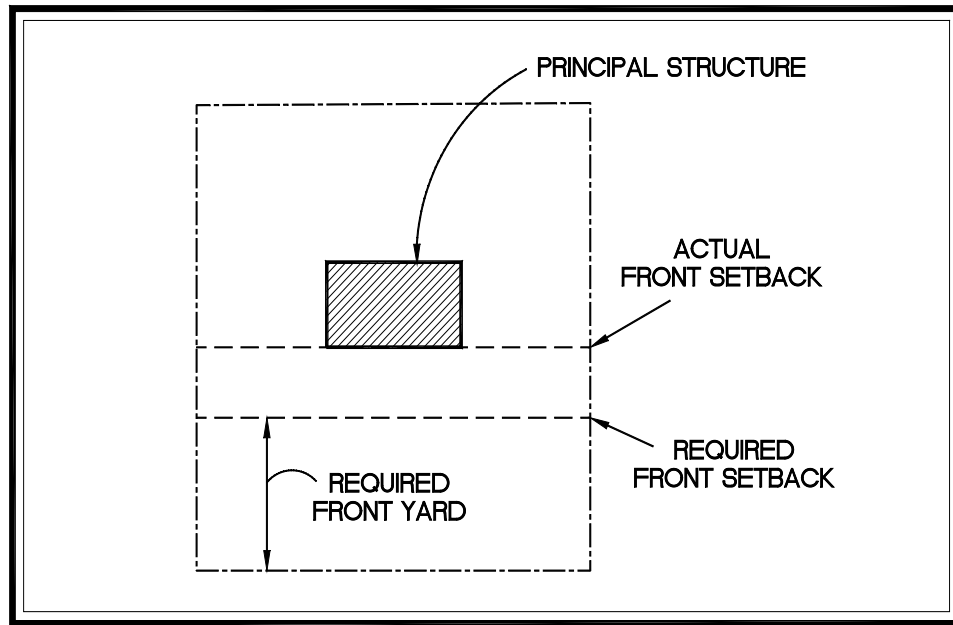 PRINCIPAL STRUCTURE
ACTUAL
FRONT SETBACK
REQUIRED
FRONT SETBACK
REQUIRED
FRONT YARD